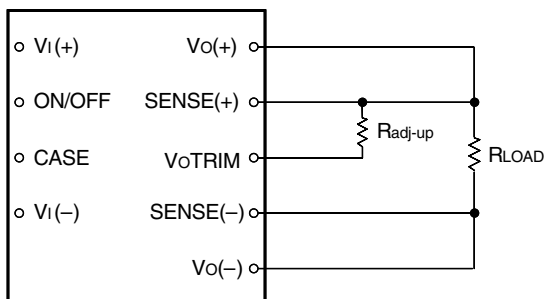 VI(+) VO(+)
ON/OFF SENSE(+)
Radj-up
CASE VOTRIM
RLOAD
VI(–) SENSE(–)
VO(–)